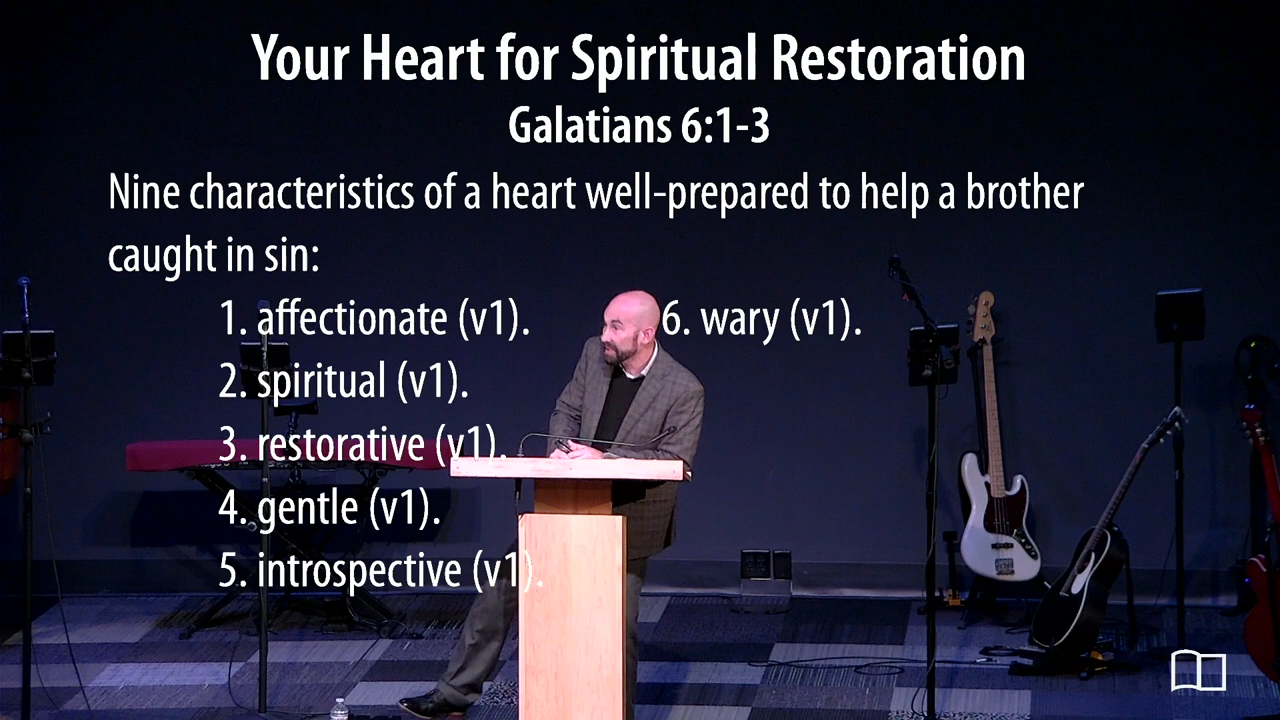 Your Heart for Spiritual Restoration
Galatians 6:1-3
Nine characteristics of a heart well-prepared to help a brother
caught in sin:
1. affectionate (v1).
2. spiritual (v1).
3. restorative (v1).
4. gentle (v1).
5. introspective (v1).
6. wary (v1).